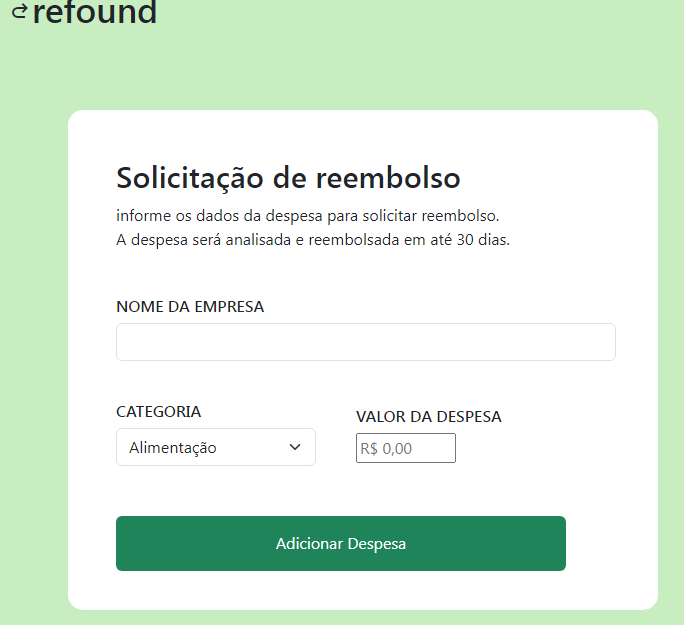 refound
Solicitação de reembolso
informe os dados da despesa para solicitar reembolso.
A despesa será analisada e reembolsada em até 30 dias.
NOME DA EMPRESA
CATEGORIA
Alimentação
VALOR DA DESPESA
R$ 0,00
Adicionar Despesa